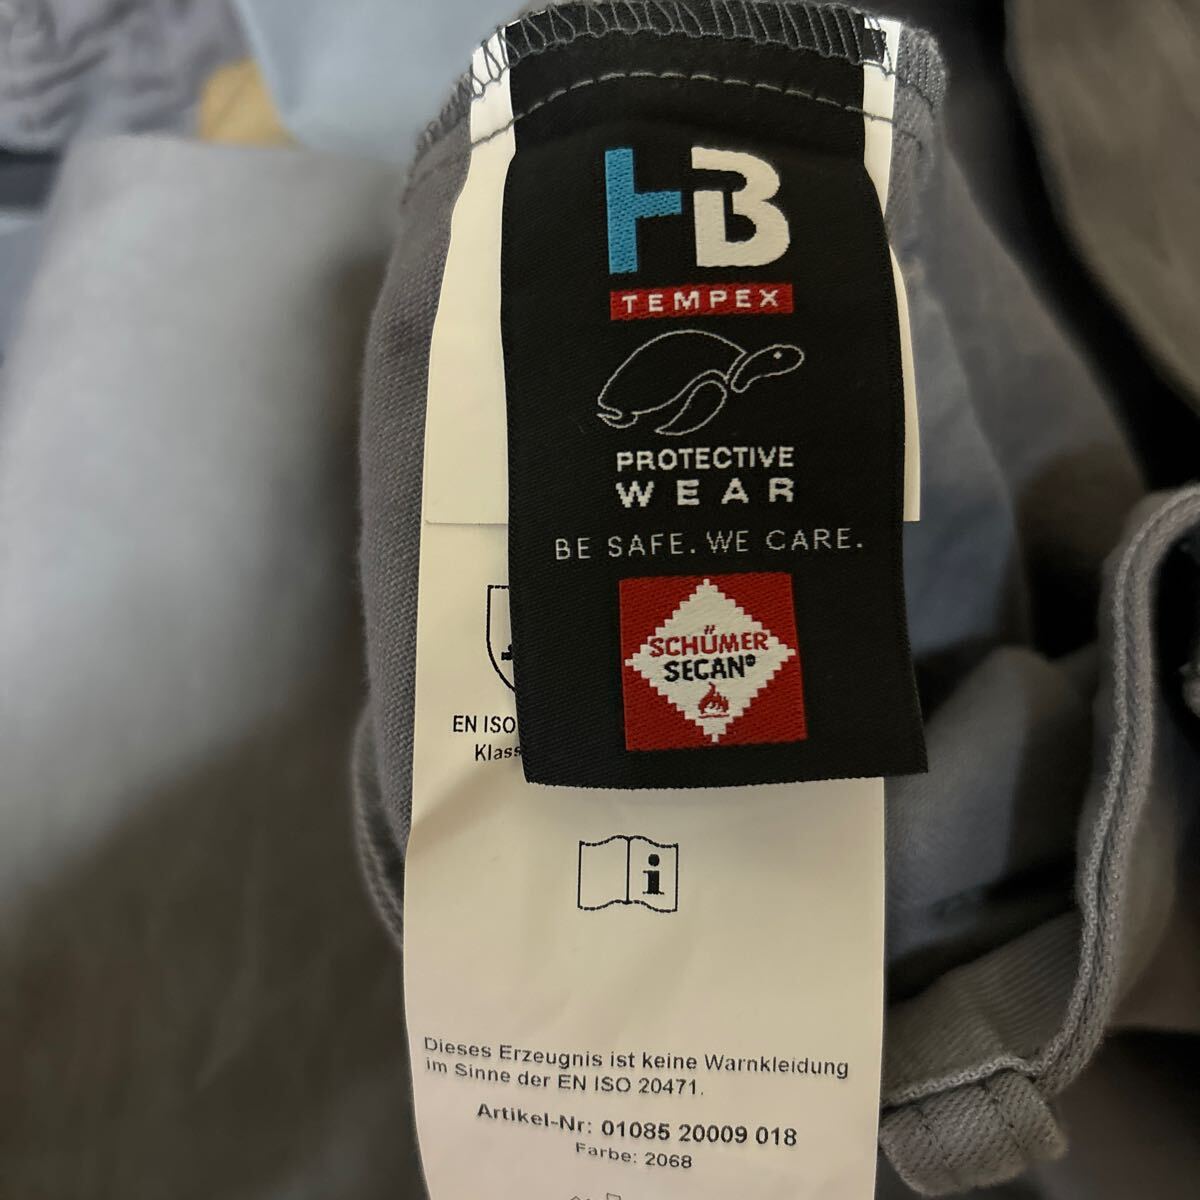 HB
TEMPEX
PROTECTIVE
WEAR
BE SAFE. WE CARE.
SCHÜMER
SECAN®
EN ISO
i
Dieses Erzeugnis ist keine Warnkleidung
im Sinne der EN ISO 20471.
Artikel-Nr: 01085 20009 018
Farbe: 2068